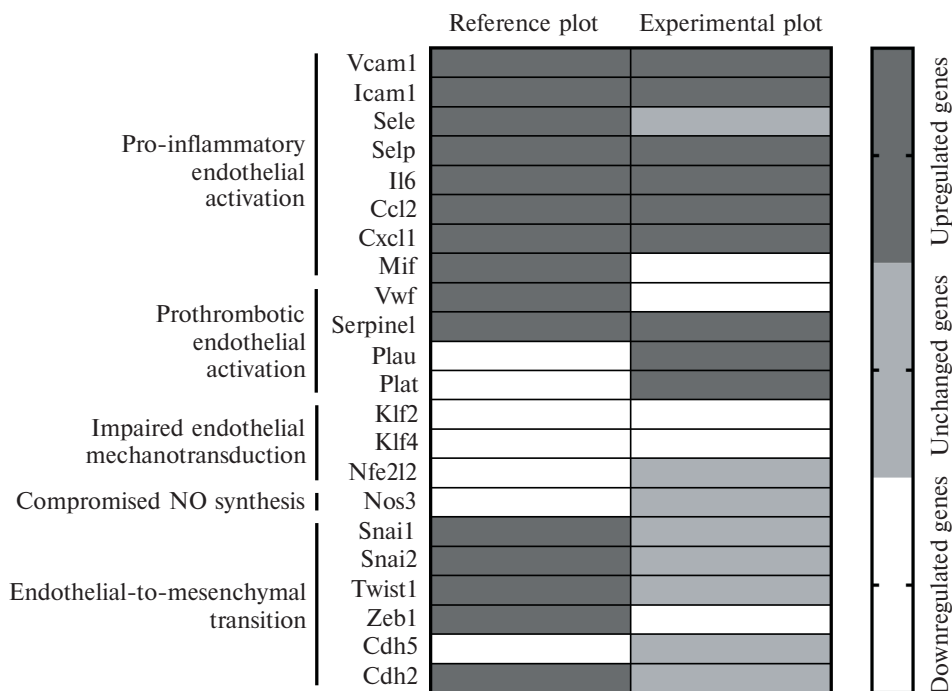 Reference plot Experimental plot
Pro-inflammatory
endothelial
activation
Vcam1
Icam1
Sele
Selp
Il6
Ccl2
Cxcl1
Mif
Prothrombotic
endothelial
activation
Vwf
Serpinel
Plau
Plat
Impaired endothelial
mechanotransduction
Klf2
Klf4
Nfe2l2
Compromised NO synthesis
Nos3
Endothelial-to-mesenchymal
transition
Snai1
Snai2
Twist1
Zeb1
Cdh5
Cdh2
Upregulated genes
Unchanged genes
Downregulated genes